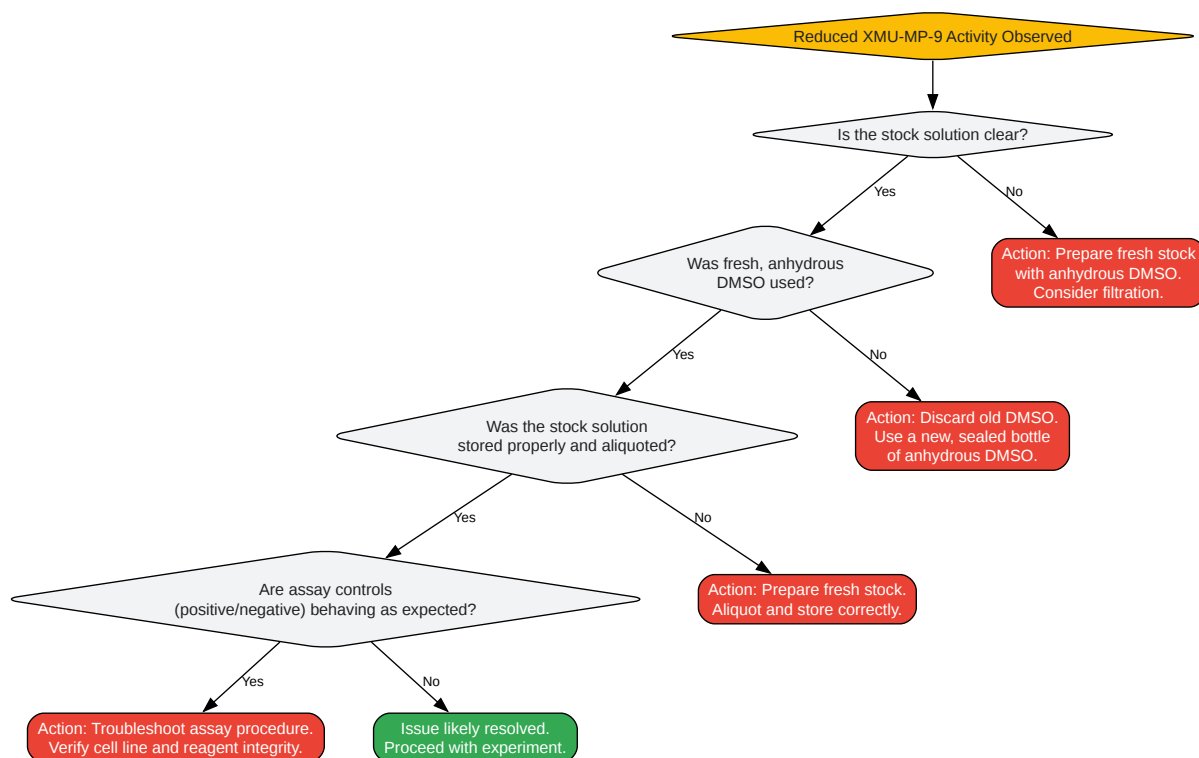 Reduced XMU-MP-9 Activity Observed
Is the stock solution clear?
Yes
No
Was fresh, anhydrous
DMSO used?
Action: Prepare fresh stock
with anhydrous DMSO.
Consider filtration.
Yes
No
Was the stock solution
stored properly and aliquoted?
Action: Discard old DMSO.
Use a new, sealed bottle
of anhydrous DMSO.
Yes
No
Are assay controls
(positive/negative) behaving as expected?
Action: Prepare fresh stock.
Aliquot and store correctly.
Yes
No
Action: Troubleshoot assay procedure.
Verify cell line and reagent integrity.
Issue likely resolved.
Proceed with experiment.